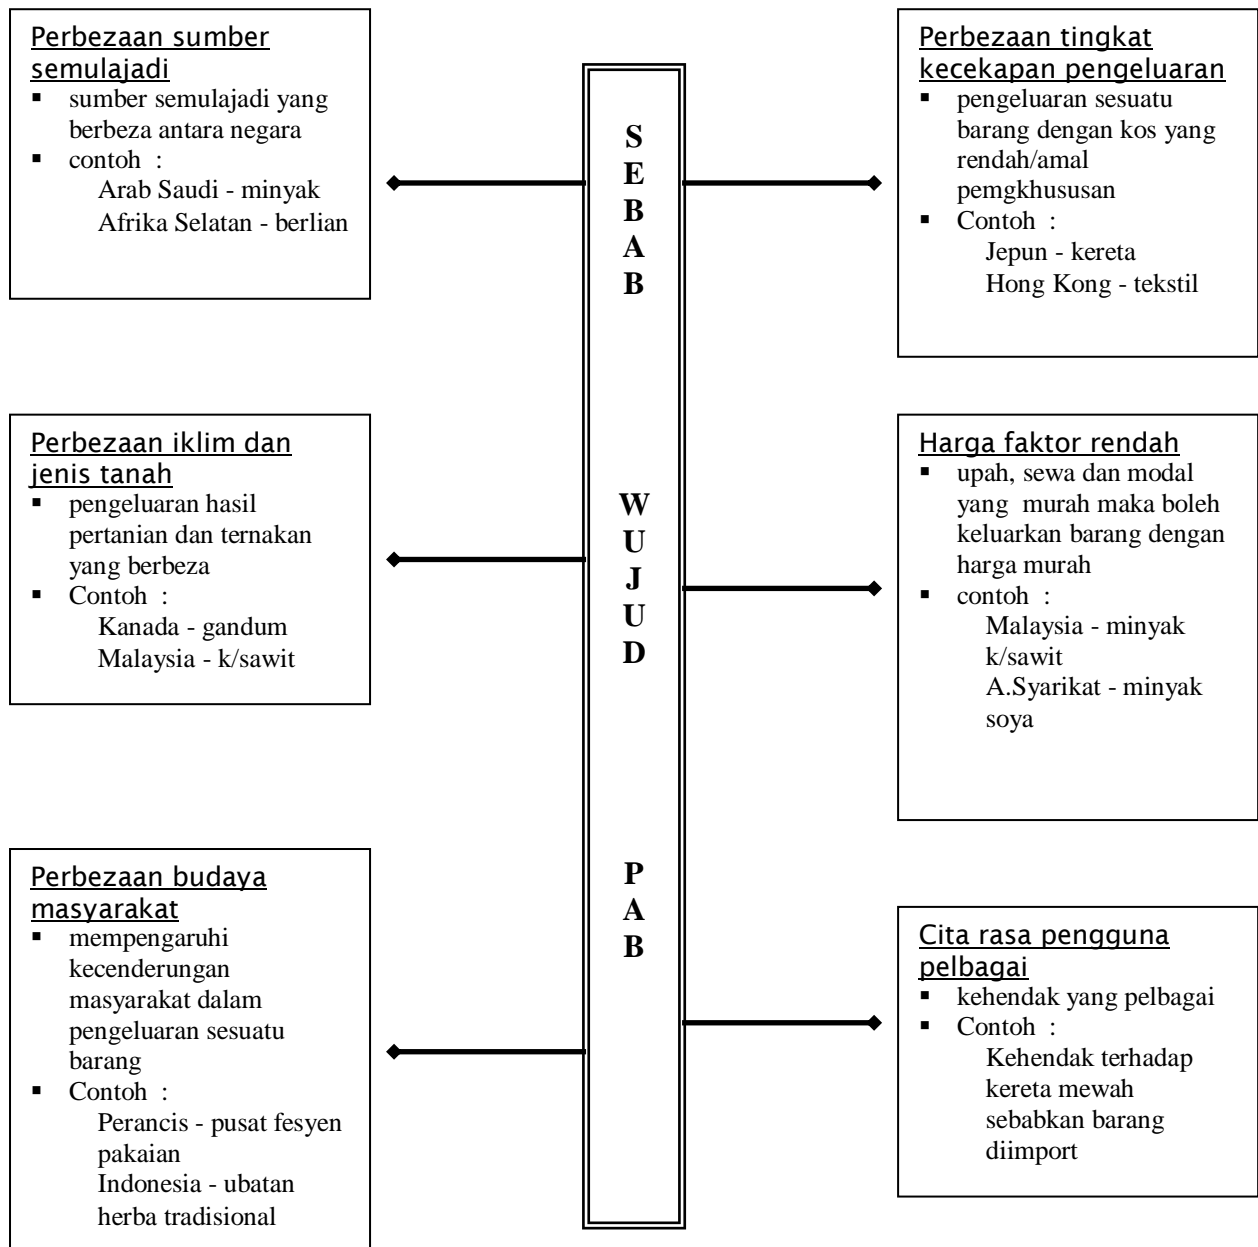 Perbezaan sumber
semulajadi
▪ sumber semulajadi yang
berbeza antara negara
▪ contoh :
Arab Saudi - minyak
Afrika Selatan - berlian
Perbezaan iklim dan
jenis tanah
▪ pengeluaran hasil
pertanian dan ternakan
yang berbeza
▪ Contoh :
Kanada - gandum
Malaysia - k/sawit
Perbezaan budaya
masyarakat
▪ mempengaruhi
kecenderungan
masyarakat dalam
pengeluaran sesuatu
barang
▪ Contoh :
Perancis - pusat fesyen
pakaian
Indonesia - ubatan
herba tradisional
S
E
B
A
B
W
U
J
U
D
P
A
B
Perbezaan tingkat
kecekapan pengeluaran
▪ pengeluaran sesuatu
barang dengan kos yang
rendah/amal
pemgkhususan
▪ Contoh :
Jepun - kereta
Hong Kong - tekstil
Harga faktor rendah
▪ upah, sewa dan modal
yang murah maka boleh
keluarkan barang dengan
harga murah
▪ contoh :
Malaysia - minyak
k/sawit
A.Syarikat - minyak
soya
Cita rasa pengguna
pelbagai
▪ kehendak yang pelbagai
▪ Contoh :
Kehendak terhadap
kereta mewah
sebabkan barang
diimport